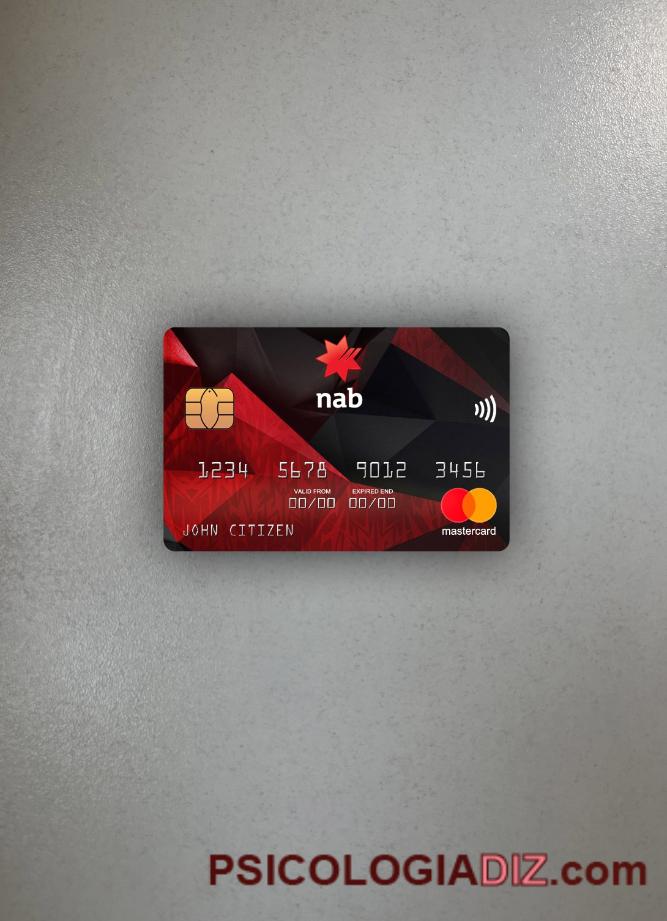 nab
1234 5678 9012 3456
VALID FROM EXPIRED END
00/00 00/00
JOHN CITIZEN
mastercard
PSICOLOGIADIZ.com